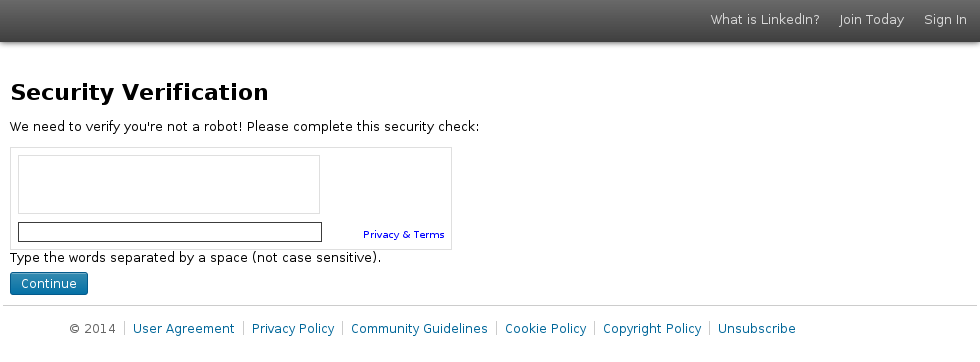 What is LinkedIn? Join Today Sign In
Security Verification
We need to verify you're not a robot! Please complete this security check:
Privacy & Terms
Type the words separated by a space (not case sensitive).
Continue
© 2014 User Agreement Privacy Policy Community Guidelines Cookie Policy Copyright Policy Unsubscribe